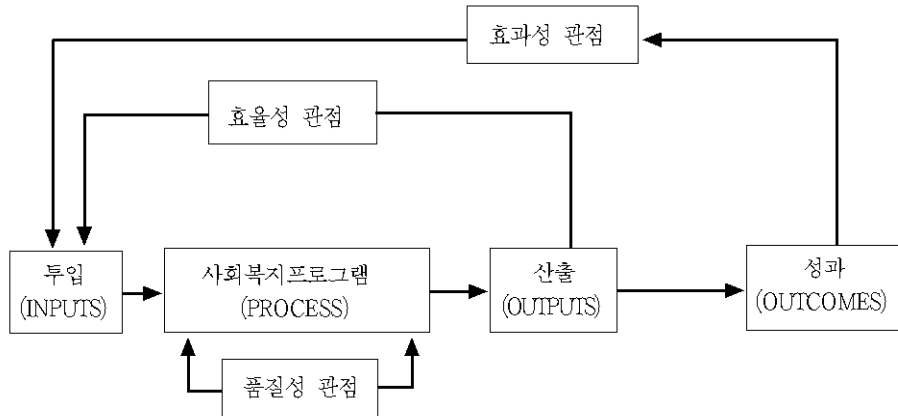 효과성 관점
효율성 관점
투입
(INPUTS)
사회복지프로그램
(PROCESS)
산출
(OUTPUTS)
성과
(OUTCOMES)
품질성 관점